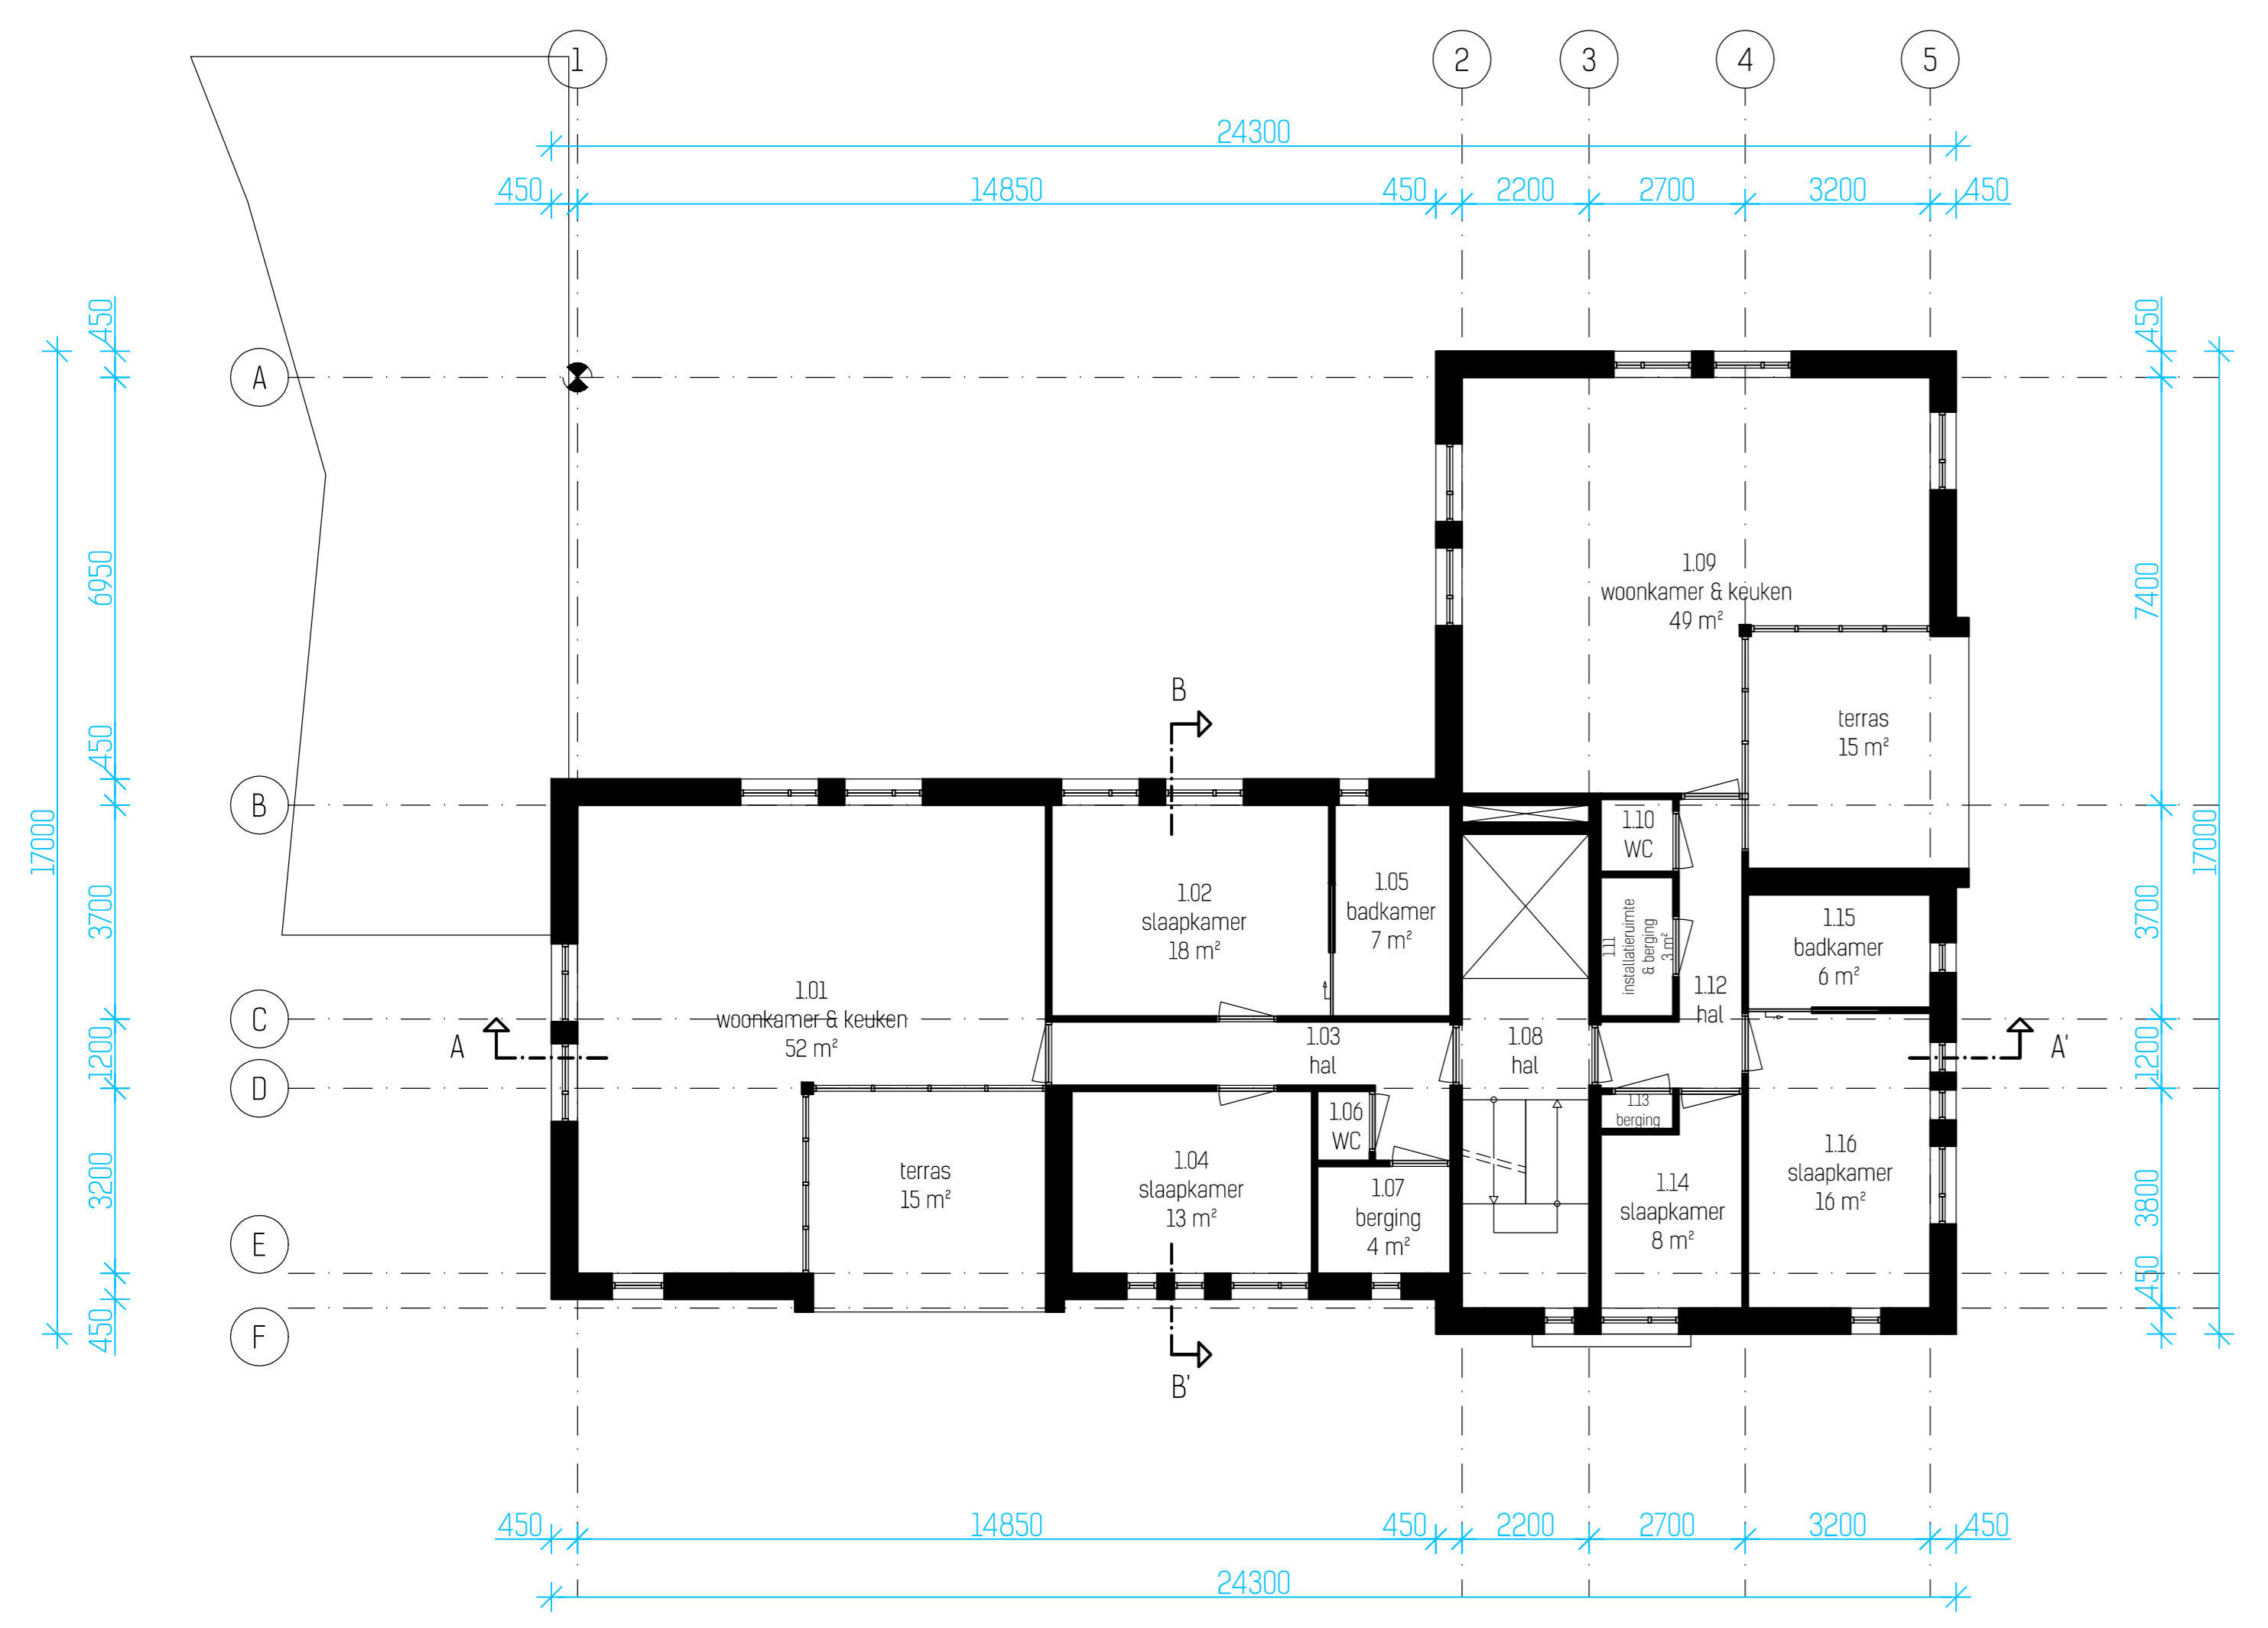 1
2
3
4
5
24300
450
14850
450
2200
2700
3200
450
450
450
A
A
6950
7400
1.09
woonkamer & keuken
49 m²
B
terras
15 m²
450
B
17000
17000
1.10
WC
3700
3700
1.02
slaapkamer
18 m²
1.05
badkamer
7 m²
1.11
installatieruimte
& berging
3 m²
1.15
badkamer
6 m²
1.12
hal
C
1.01
woonkamer & keuken
52 m²
1.03
hal
1.08
hal
A
A'
1200
1200
D
1.06
WC
1.13
berging
1.04
slaapkamer
13 m²
terras
15 m²
1.07
berging
4 m²
1.14
slaapkamer
8 m²
1.16
slaapkamer
16 m²
3200
3800
E
450
450
F
B'
450
14850
450
2200
2700
3200
450
24300